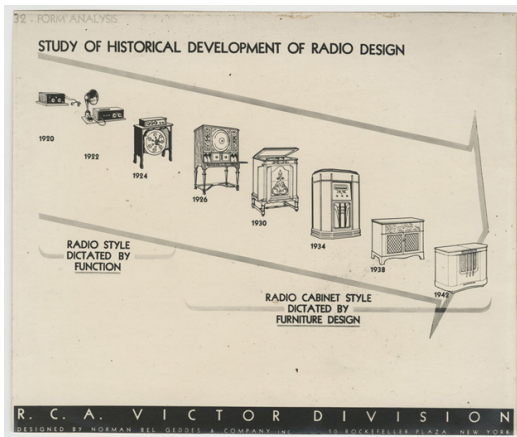 32 - FORM ANALYSIS
STUDY OF HISTORICAL DEVELOPMENT OF RADIO DESIGN
1920
1922
1924
1926
1930
1934
1938
1942
RADIO STYLE
DICTATED BY
FUNCTION
RADIO CABINET STYLE
DICTATED BY
FURNITURE DESIGN
R. C. A. VICTOR DIVISION
DESIGNED BY NORMAN BEL GEDDES & COMPANY INC 50 ROCKEFELLER PLAZA NEW YORK